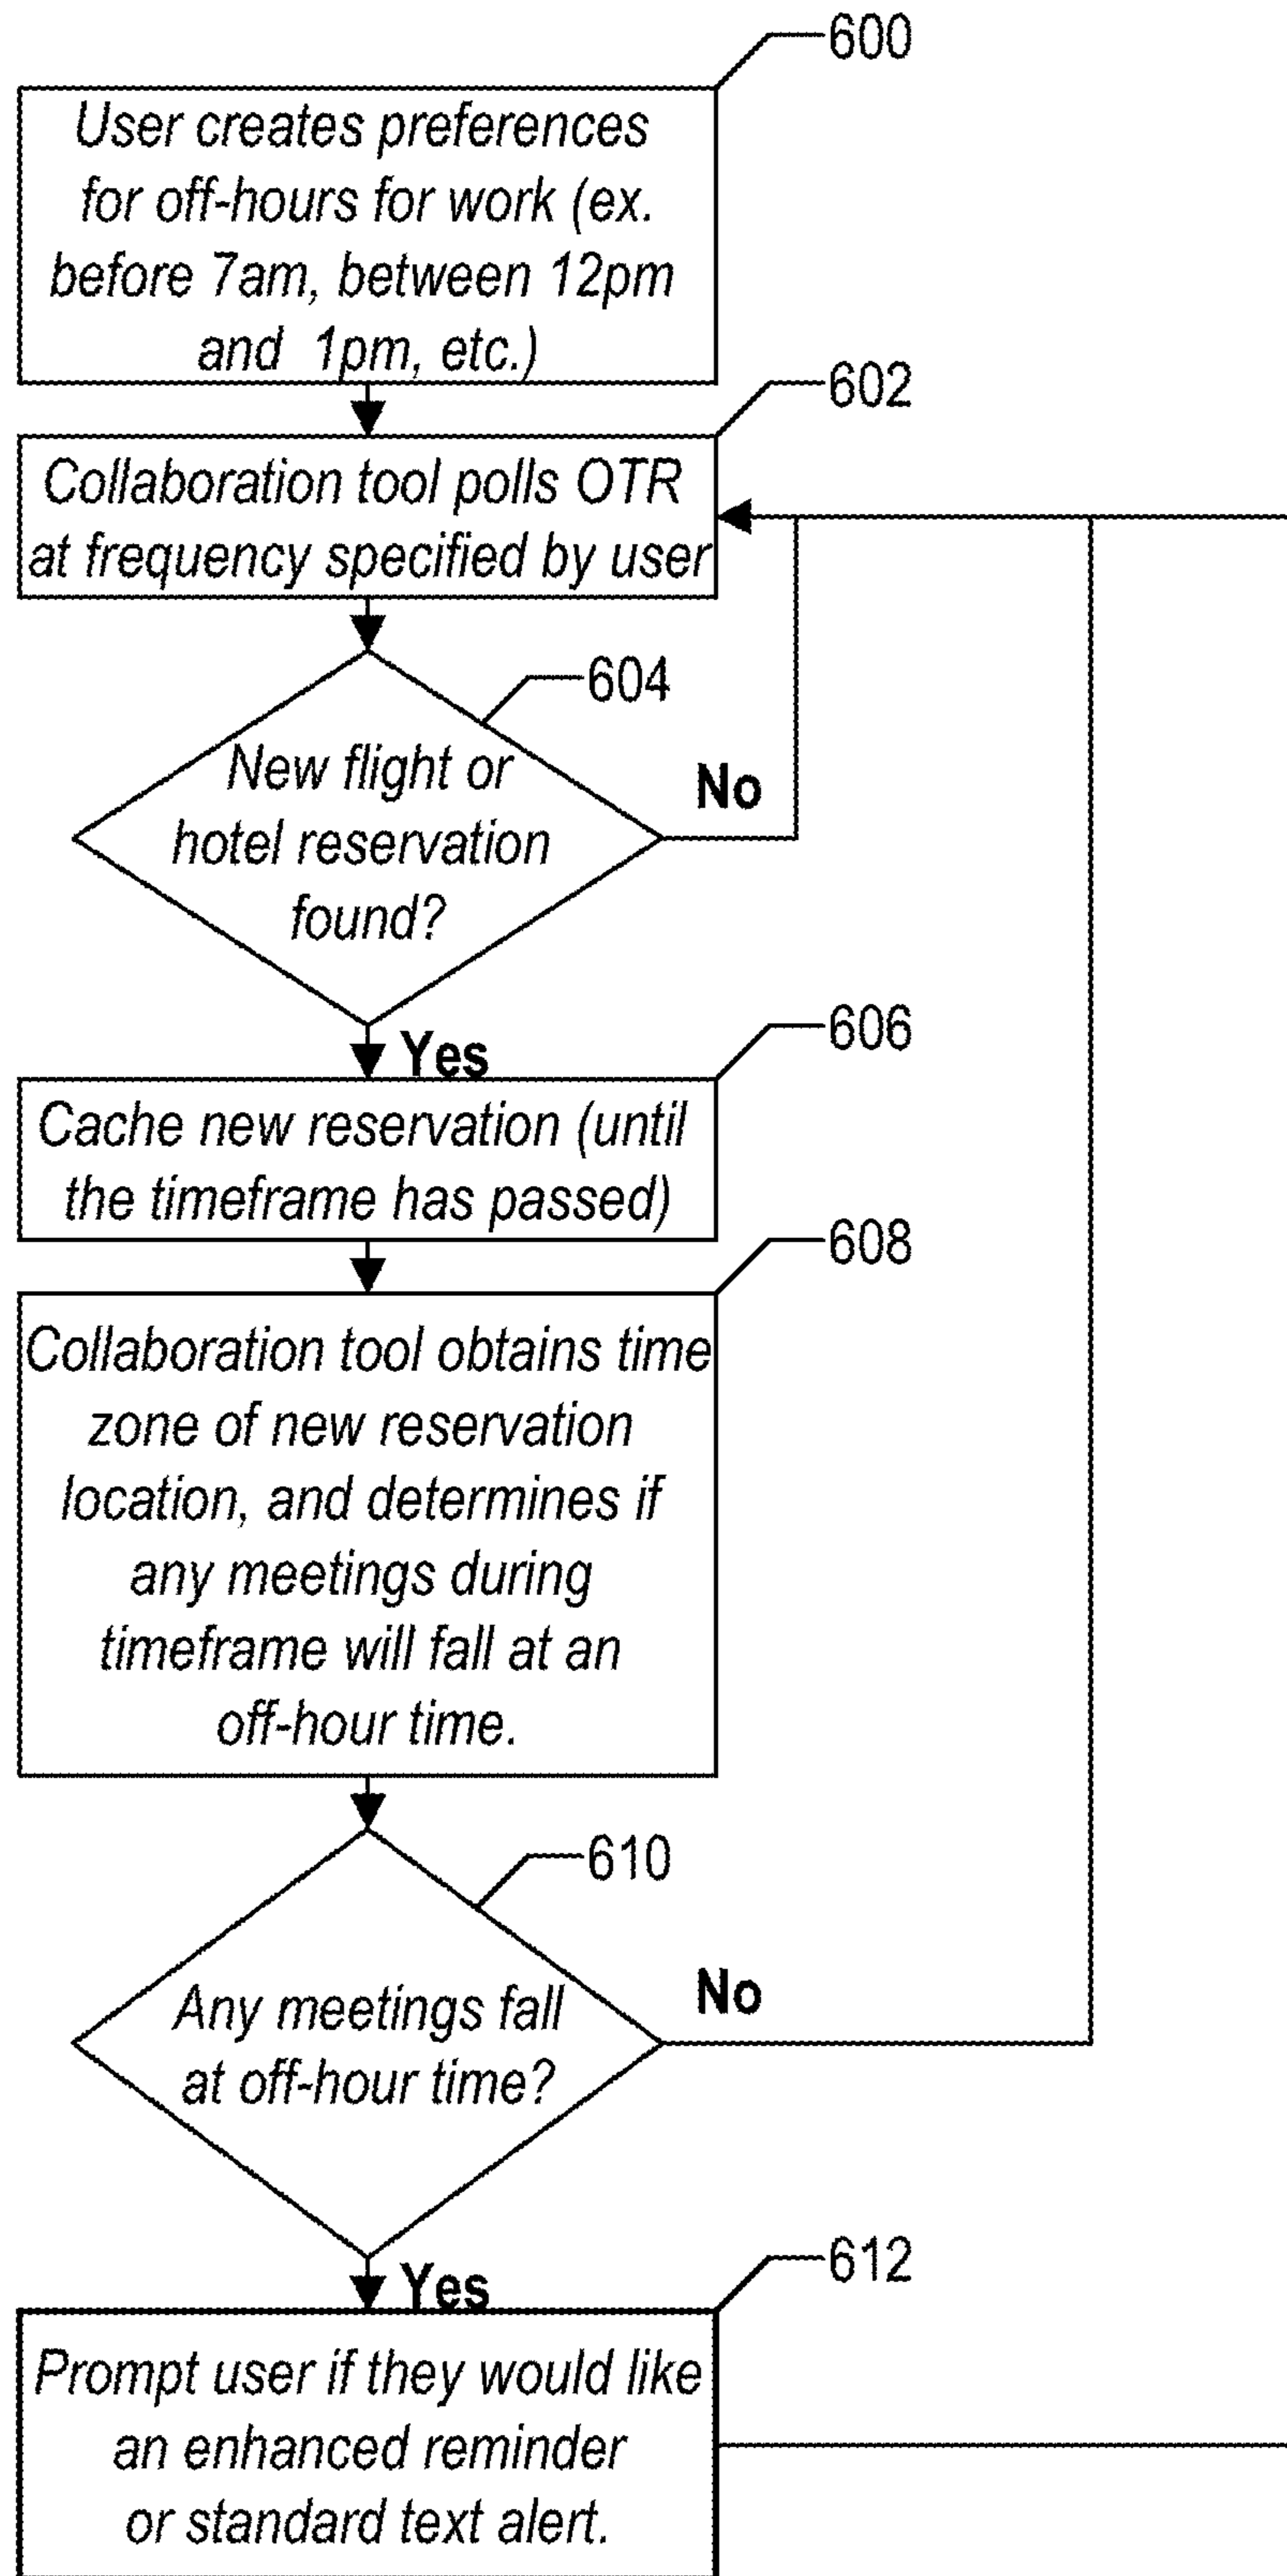 600
User creates preferences
for off-hours for work (ex.
before 7am, between 12pm
and 1pm, etc.)
602
Collaboration tool polls OTR
at frequency specified by user
604
New flight or
hotel reservation
found?
No
Yes
606
Cache new reservation (until
the timeframe has passed)
608
Collaboration tool obtains time
zone of new reservation
location, and determines if
any meetings during
timeframe will fall at an
off-hour time.
610
Any meetings fall
at off-hour time?
No
Yes
612
Prompt user if they would like
an enhanced reminder
or standard text alert.